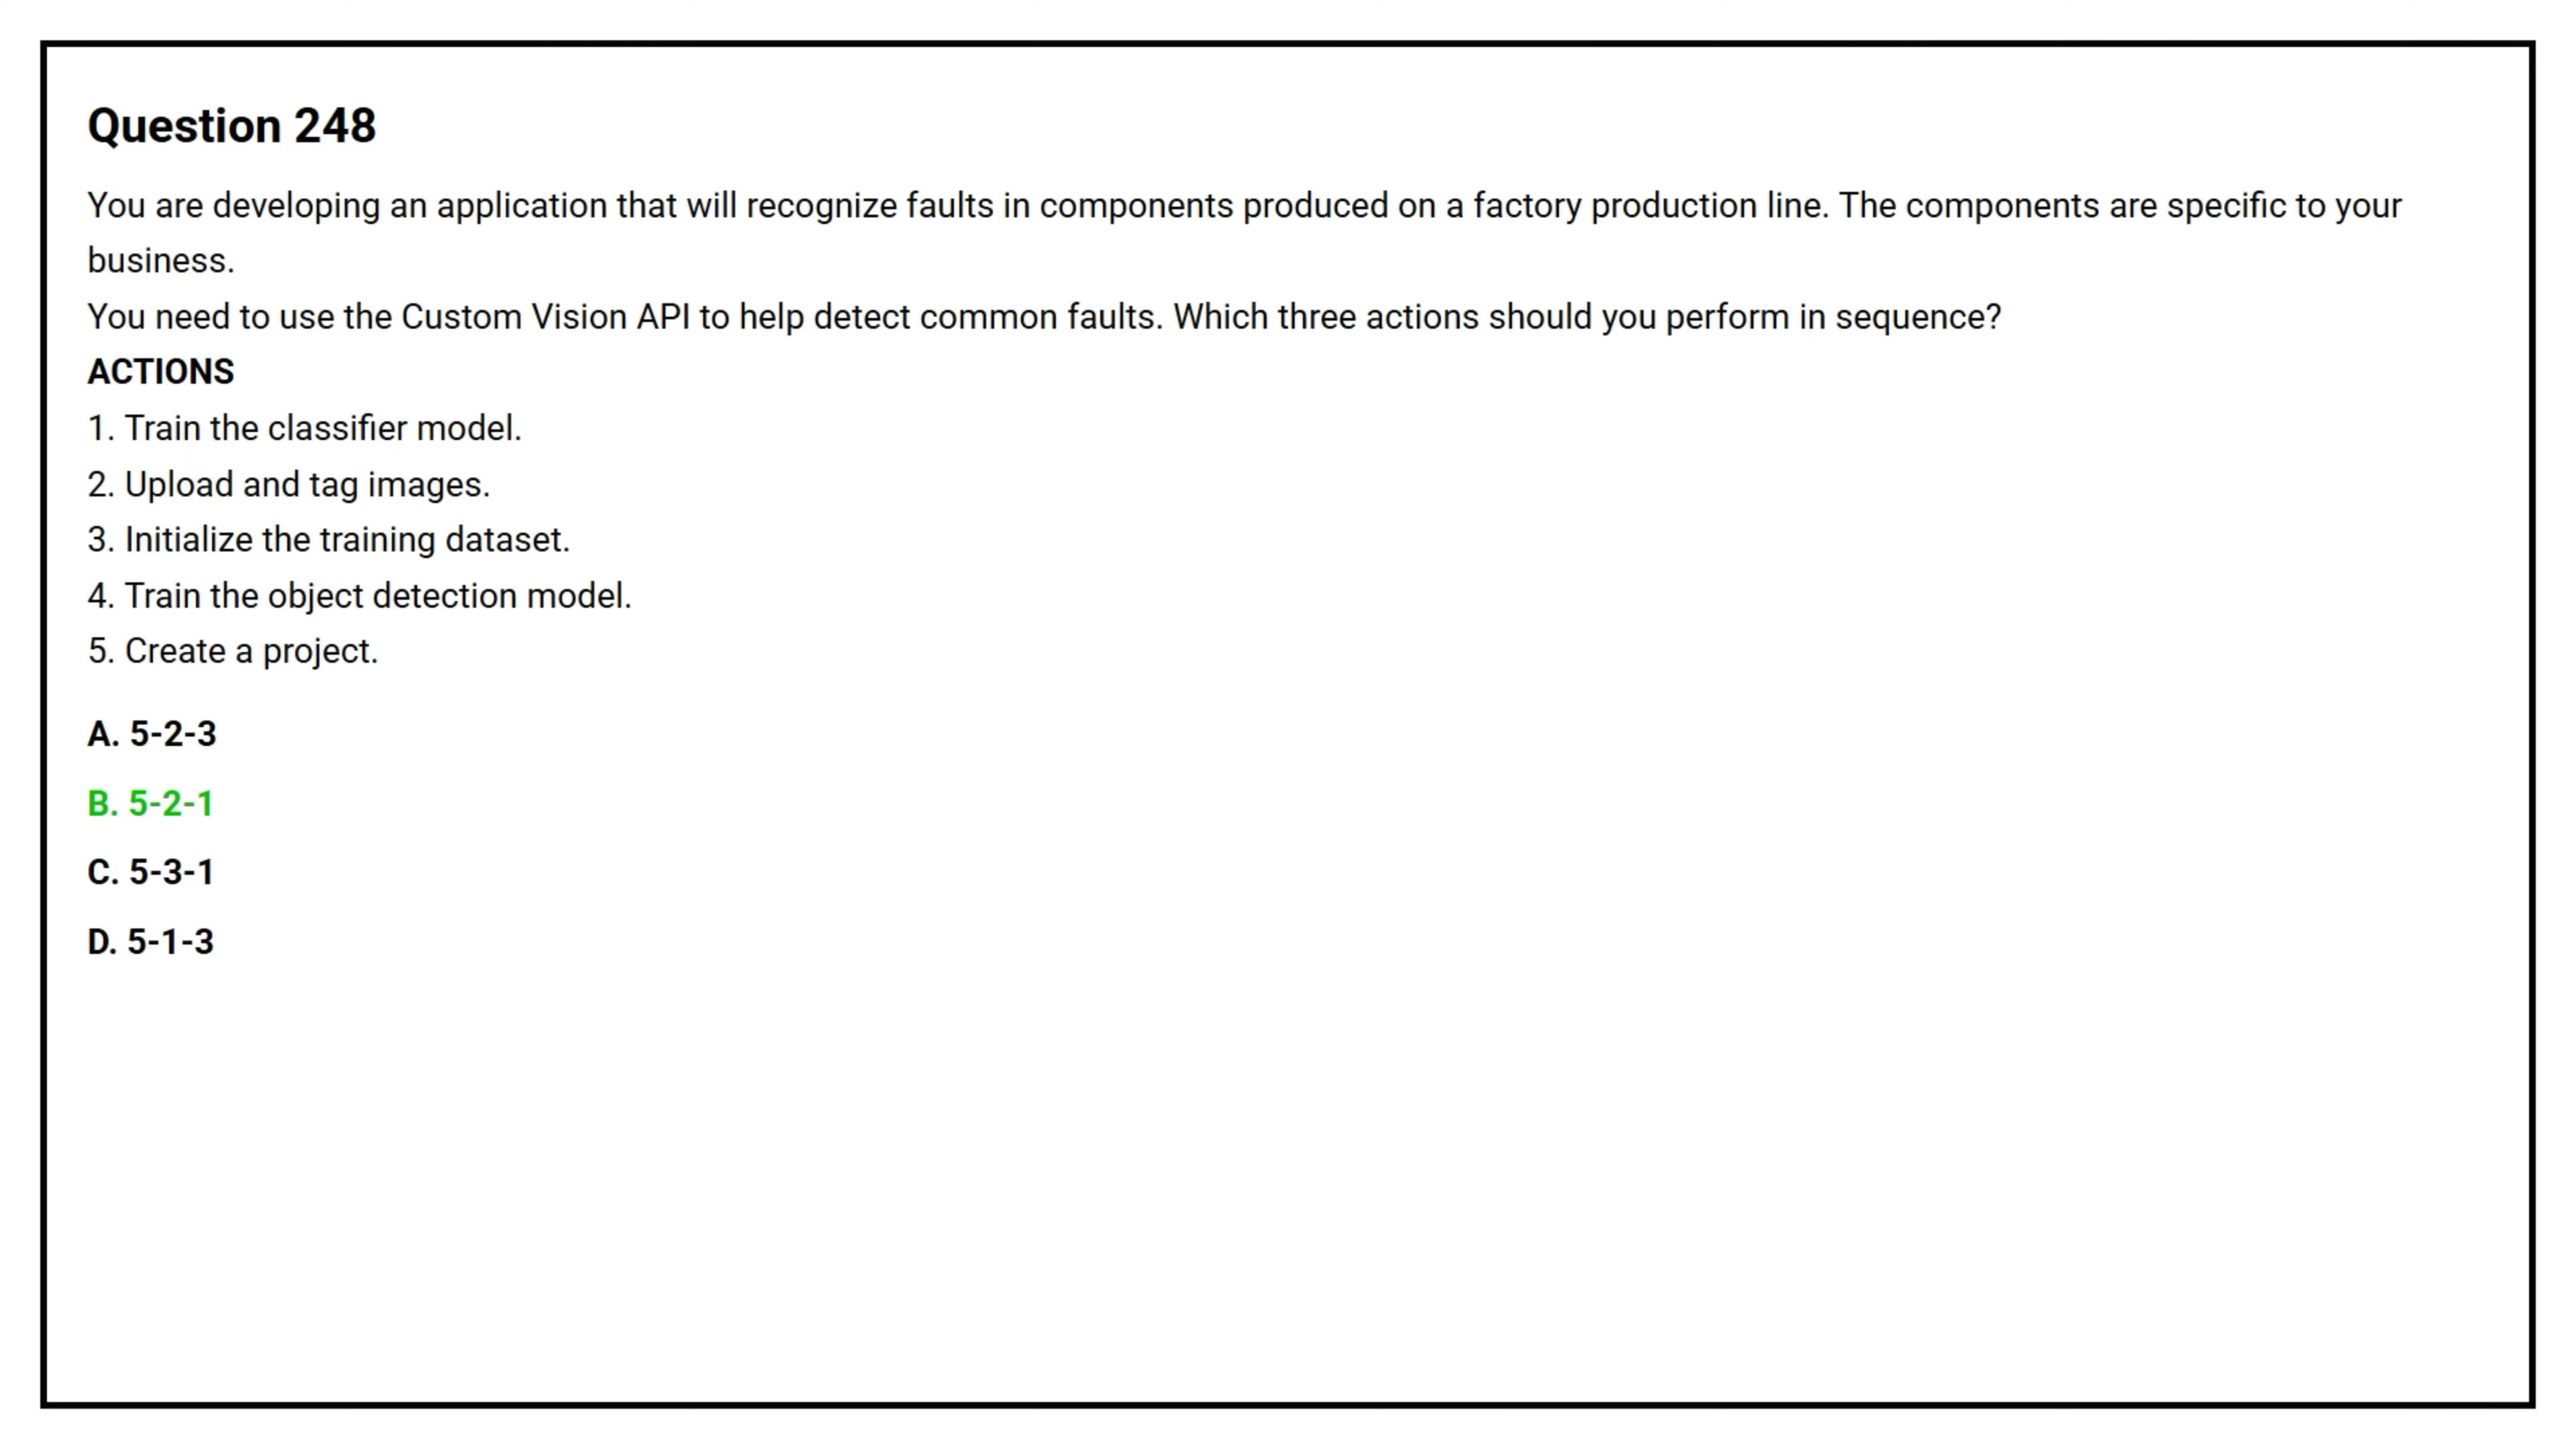 Question 248
You are developing an application that will recognize faults in components produced on a factory production line. The components are specific to your
business.
You need to use the Custom Vision API to help detect common faults. Which three actions should you perform in sequence?
ACTIONS
1. Train the classifier model.
2. Upload and tag images.
3. Initialize the training dataset.
4. Train the object detection model.
5. Create a project.
A. 5-2-3
B. 5-2-1
C. 5-3-1
D. 5-1-3